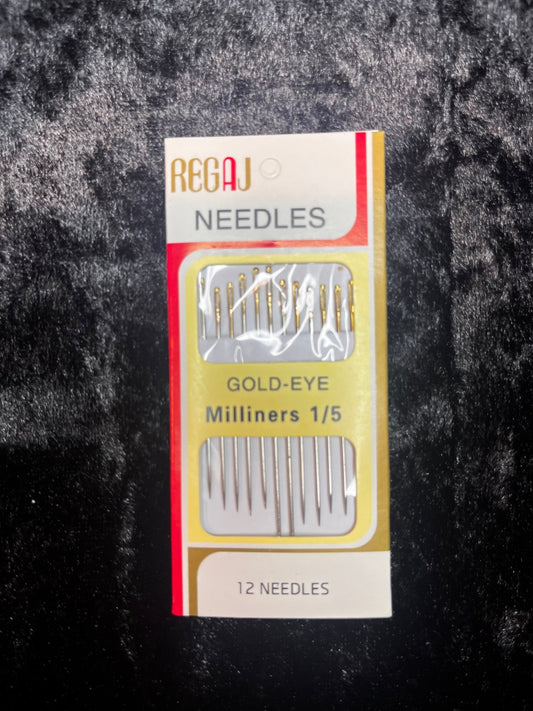 REGAJ
NEEDLES
GOLD-EYE
Milliners 1/5
12 NEEDLES